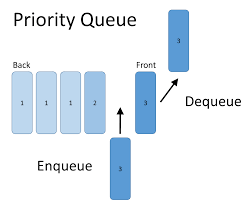 Priority Queue
3
Back
Front
1 1 1 2 3
Dequeue
Enqueue
3